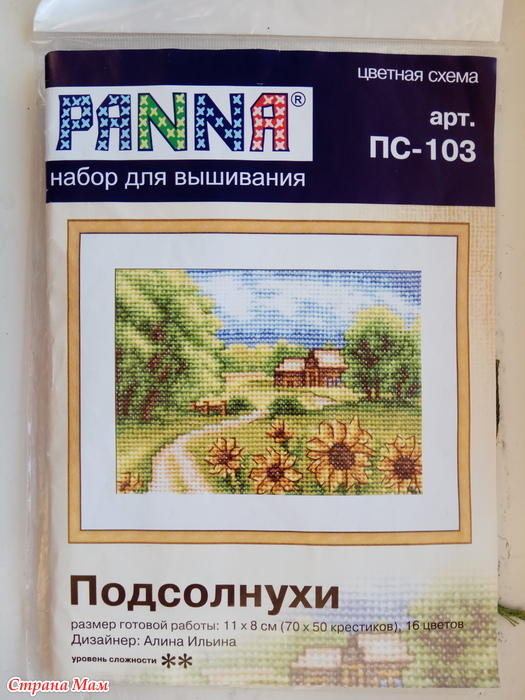 цветная схема
PANNA®
арт.
ПС-103
набор для вышивания
Подсолнухи
размер готовой работы: 11 x 8 см (70 x 50 крестиков), 16 цветов
Дизайнер: Алина Ильина
уровень сложности **
Страна Мам